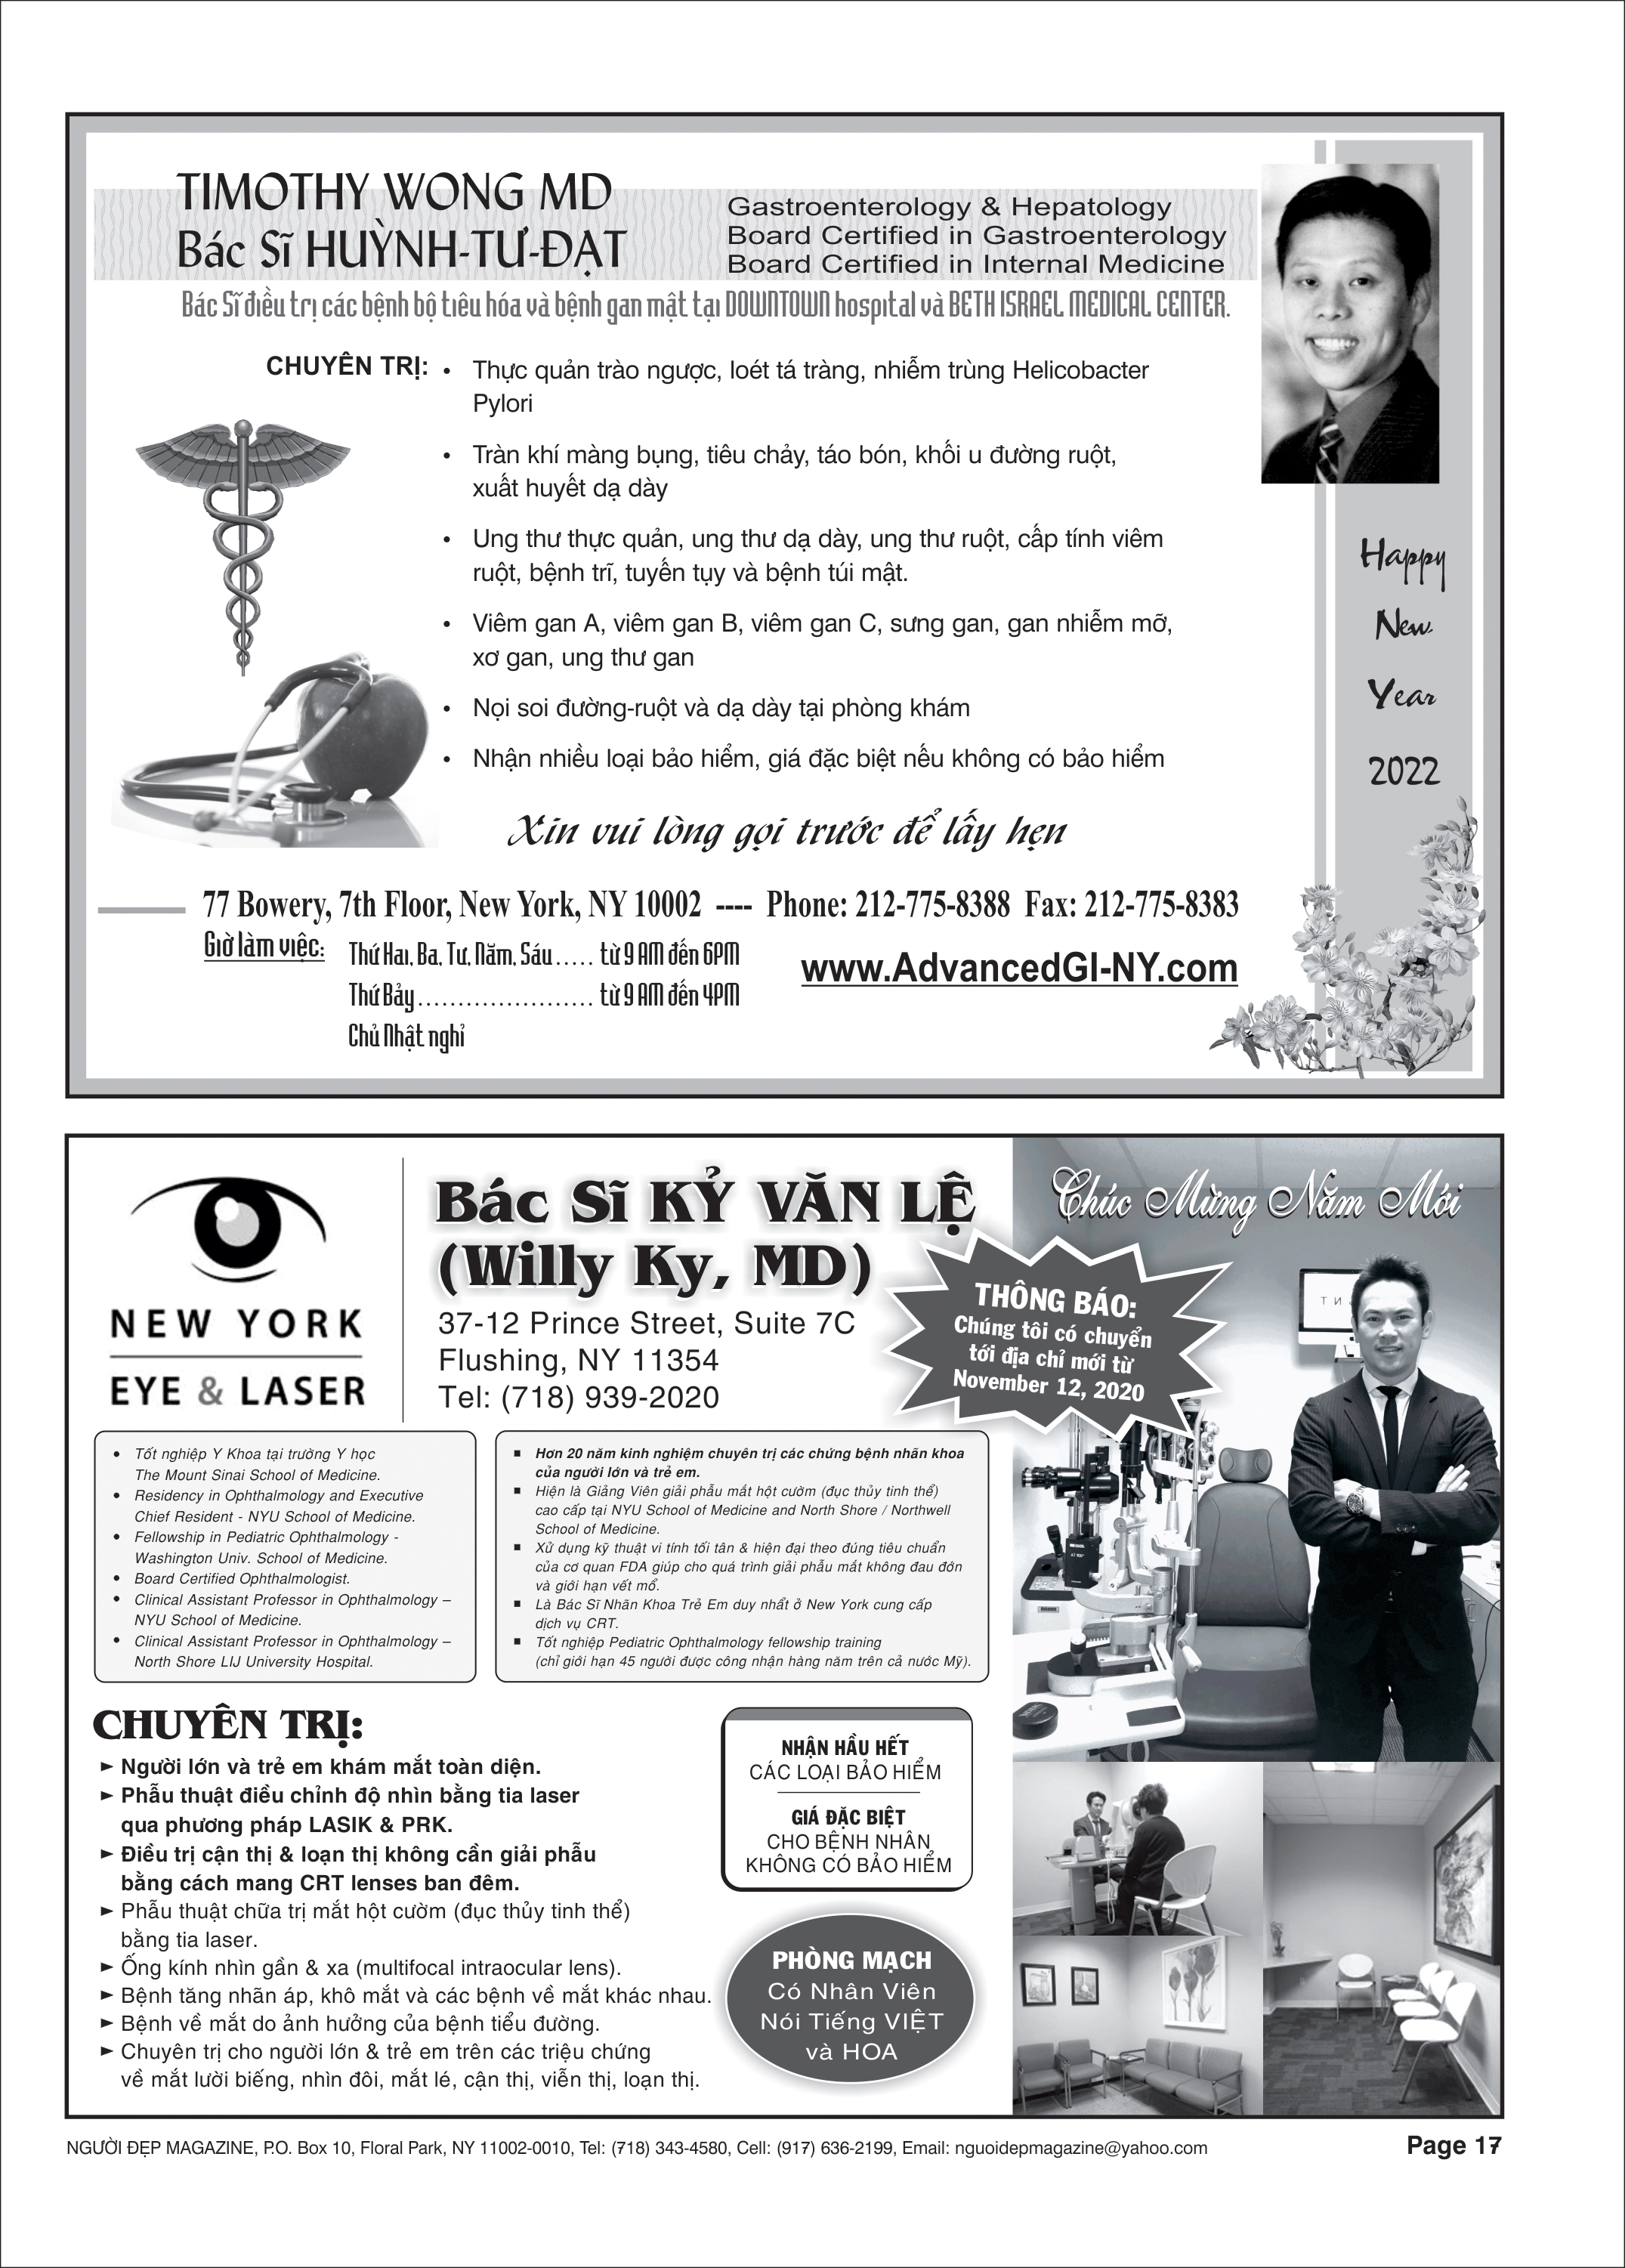 TIMOTHY WONG MD
Bác Sĩ HUỲNH-TƯ-ĐẠT
Gastroenterology & Hepatology
Board Certified in Gastroenterology
Board Certified in Internal Medicine
Bác Sĩ điều trị các bệnh bộ tiêu hóa và bệnh gan mật tại DOWNTOWN hospital và BETH ISRAEL MEDICAL CENTER.
CHUYÊN TRỊ:
• Thực quản trào ngược, loét tá tràng, nhiễm trùng Helicobacter
Pylori
• Tràn khí màng bụng, tiêu chảy, táo bón, khối u đường ruột,
xuất huyết dạ dày
• Ung thư thực quản, ung thư dạ dày, ung thư ruột, cấp tính viêm
ruột, bệnh trĩ, tuyến tụy và bệnh túi mật.
• Viêm gan A, viêm gan B, viêm gan C, sưng gan, gan nhiễm mỡ,
xơ gan, ung thư gan
• Nọi soi đường-ruột và dạ dày tại phòng khám
• Nhận nhiều loại bảo hiểm, giá đặc biệt nếu không có bảo hiểm
Xin vui lòng gọi trước để lấy hẹn
Happy
New
Year
2022
77 Bowery, 7th Floor, New York, NY 10002 ---- Phone: 212-775-8388 Fax: 212-775-8383
Giờ làm việc:
Thứ Hai, Ba, Tư, Năm, Sáu ..... từ 9 AM đến 6PM
Thứ Bảy ...................... từ 9 AM đến 4PM
Chủ Nhật nghỉ
www.AdvancedGI-NY.com
NEW YORK
EYE & LASER
Bác Sĩ KỶ VĂN LỆ
(Willy Ky, MD)
37-12 Prince Street, Suite 7C
Flushing, NY 11354
Tel: (718) 939-2020
Chúc Mừng Năm Mới
THÔNG BÁO:
Chúng tôi có chuyển
tới địa chỉ mới từ
November 12, 2020
• Tốt nghiệp Y Khoa tại trường Y học
The Mount Sinai School of Medicine.
• Residency in Ophthalmology and Executive
Chief Resident - NYU School of Medicine.
• Fellowship in Pediatric Ophthalmology -
Washington Univ. School of Medicine.
• Board Certified Ophthalmologist.
• Clinical Assistant Professor in Ophthalmology –
NYU School of Medicine.
• Clinical Assistant Professor in Ophthalmology –
North Shore LIJ University Hospital.
■ Hơn 20 năm kinh nghiệm chuyên trị các chứng bệnh nhãn khoa
của người lớn và trẻ em.
■ Hiện là Giảng Viên giải phẫu mắt hột cườm (đục thủy tinh thể)
cao cấp tại NYU School of Medicine and North Shore / Northwell
School of Medicine.
■ Xử dụng kỹ thuật vi tính tối tân & hiện đại theo đúng tiêu chuẩn
của cơ quan FDA giúp cho quá trình giải phẫu mắt không đau đớn
và giới hạn vết mổ.
■ Là Bác Sĩ Nhãn Khoa Trẻ Em duy nhất ở New York cung cấp
dịch vụ CRT.
■ Tốt nghiệp Pediatric Ophthalmology fellowship training
(chỉ giới hạn 45 người được công nhận hàng năm trên cả nước Mỹ).
CHUYÊN TRỊ:
► Người lớn và trẻ em khám mắt toàn diện.
► Phẫu thuật điều chỉnh độ nhìn bằng tia laser
qua phương pháp LASIK & PRK.
► Điều trị cận thị & loạn thị không cần giải phẫu
bằng cách mang CRT lenses ban đêm.
► Phẫu thuật chữa trị mắt hột cườm (đục thủy tinh thể)
bằng tia laser.
► Ống kính nhìn gần & xa (multifocal intraocular lens).
► Bệnh tăng nhãn áp, khô mắt và các bệnh về mắt khác nhau.
► Bệnh về mắt do ảnh hưởng của bệnh tiểu đường.
► Chuyên trị cho người lớn & trẻ em trên các triệu chứng
về mắt lười biếng, nhìn đôi, mắt lé, cận thị, viễn thị, loạn thị.
NHẬN HẦU HẾT
CÁC LOẠI BẢO HIỂM
GIÁ ĐẶC BIỆT
CHO BỆNH NHÂN
KHÔNG CÓ BẢO HIỂM
PHÒNG MẠCH
Có Nhân Viên
Nói Tiếng VIỆT
và HOA
NGƯỜI ĐẸP MAGAZINE, P.O. Box 10, Floral Park, NY 11002-0010, Tel: (718) 343-4580, Cell: (917) 636-2199, Email: nguoidepmagazine@yahoo.com
Page 17